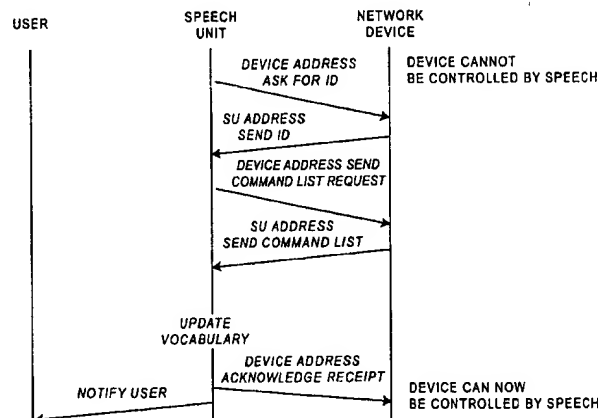 USER
SPEECH
UNIT
NETWORK
DEVICE
DEVICE ADDRESS
ASK FOR ID
DEVICE CANNOT
BE CONTROLLED BY SPEECH
SU ADDRESS
SEND ID
DEVICE ADDRESS SEND
COMMAND LIST REQUEST
SU ADDRESS
SEND COMMAND LIST
UPDATE
VOCABULARY
DEVICE ADDRESS
ACKNOWLEDGE RECEIPT
NOTIFY USER
DEVICE CAN NOW
BE CONTROLLED BY SPEECH